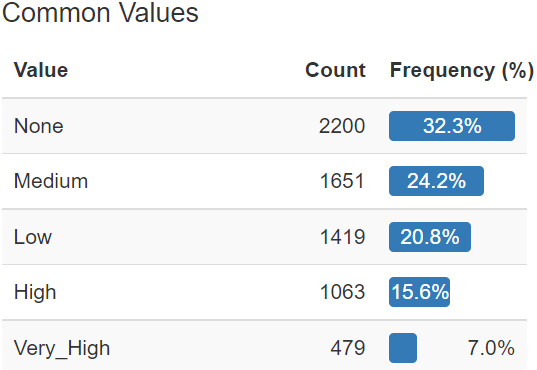 Common Values
Value Count Frequency (%)
None 2200 32.3%
Medium 1651 24.2%
Low 1419 20.8%
High 1063 15.6%
Very_High 479 7.0%